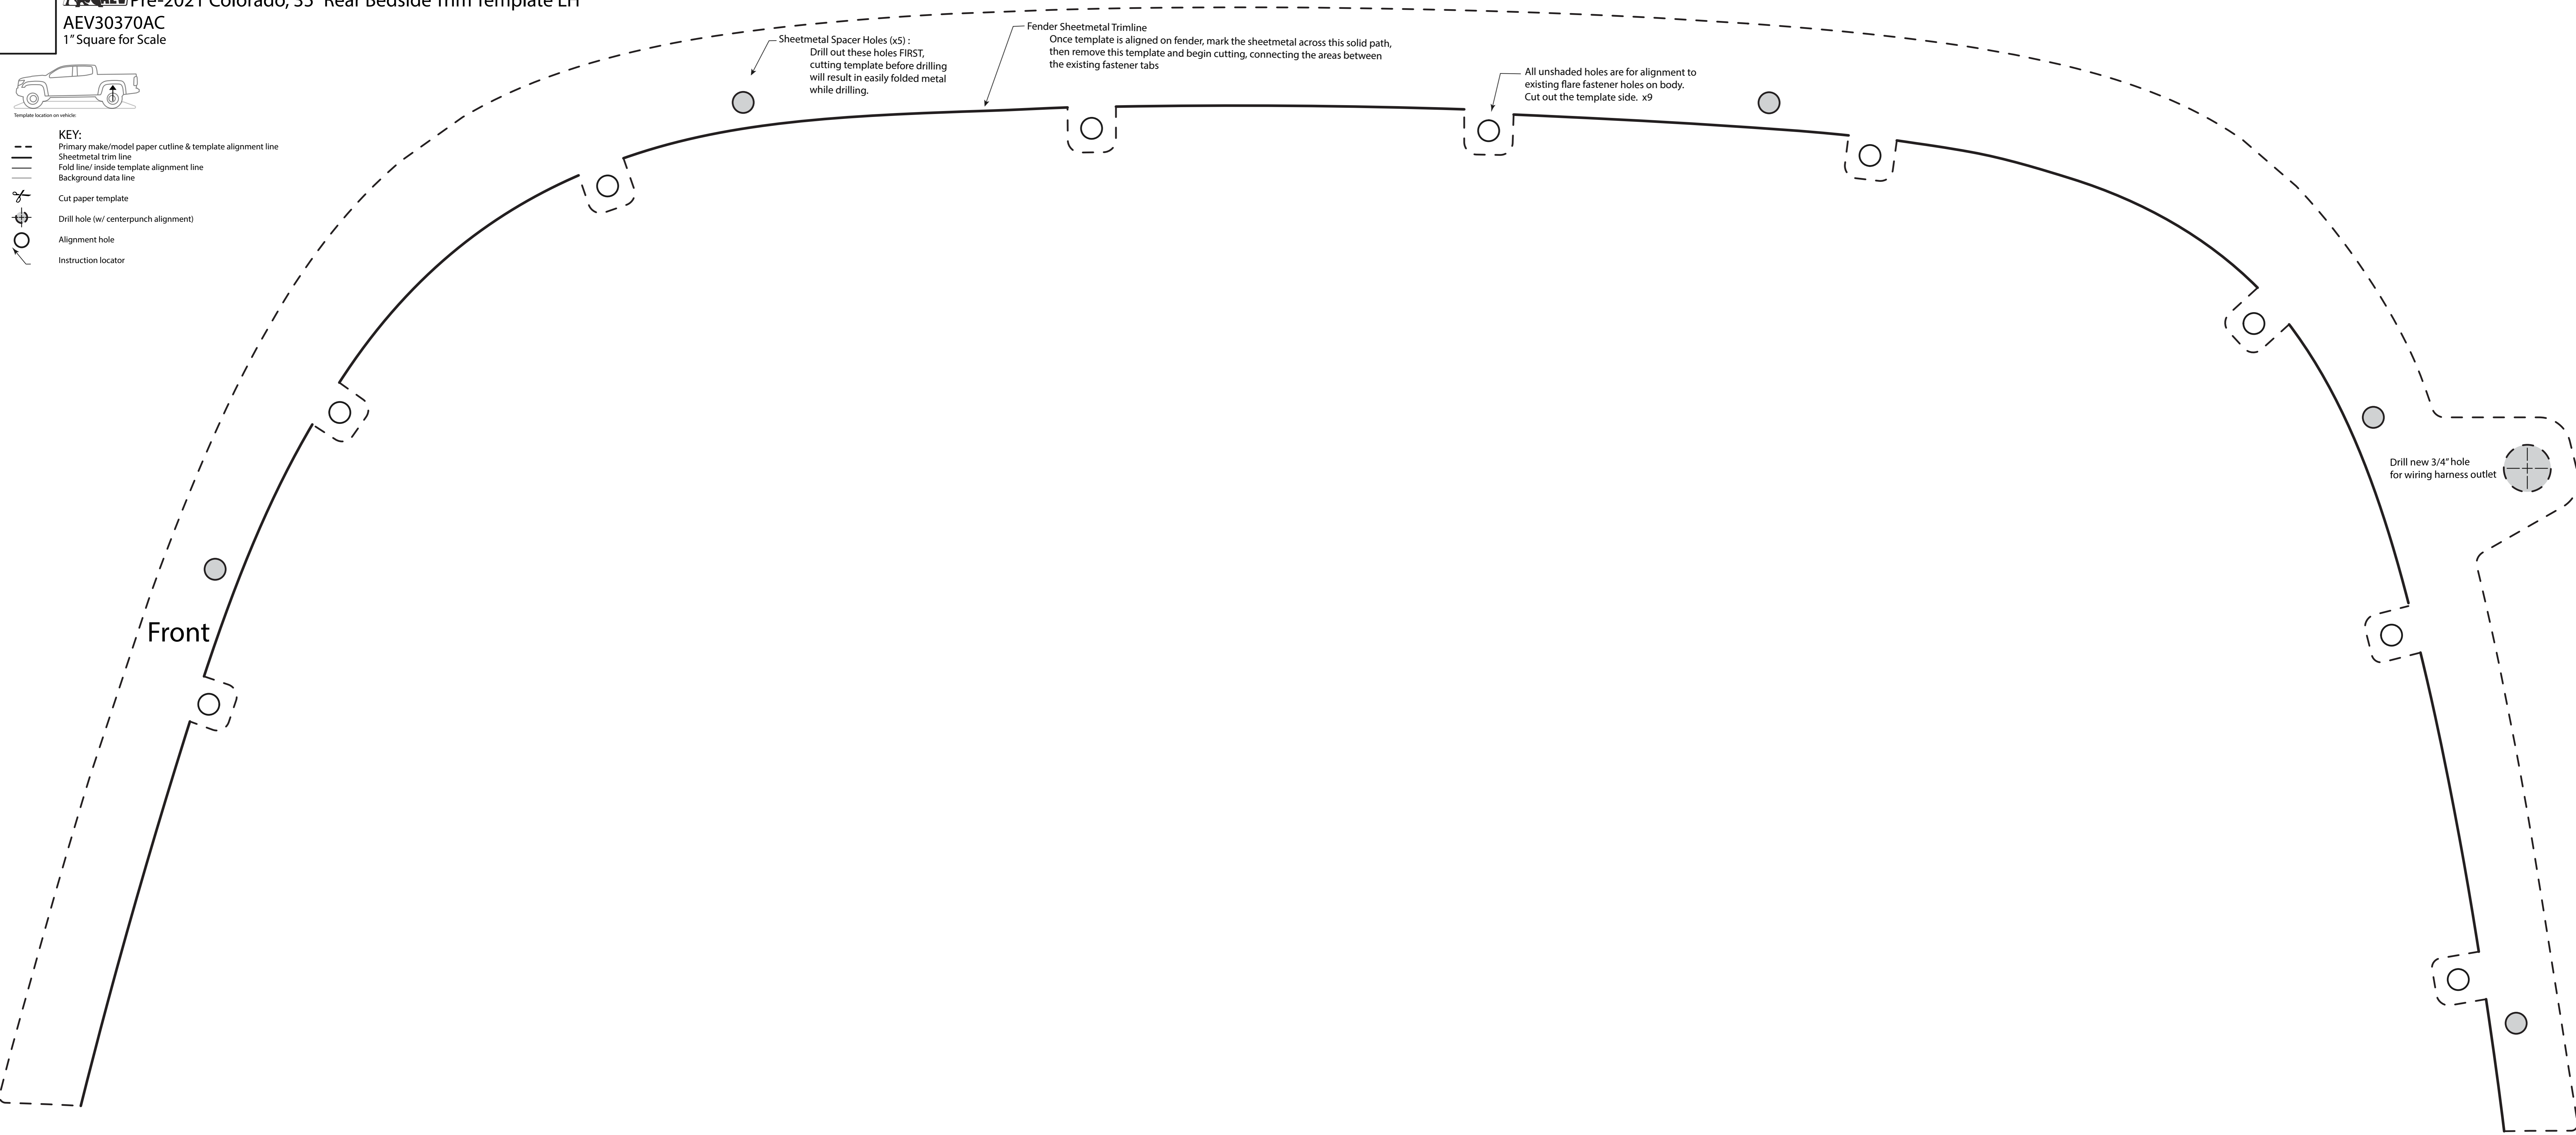 Pre-2021 Colorado, 35" Rear Bedside Trim Template LH
AEV30370AC
1" Square for Scale
Template location on vehicle:
KEY:
Primary make/model paper cutline & template alignment line
Sheetmetal trim line
Fold line/ inside template alignment line
Background data line
Cut paper template
Drill hole (w/ centerpunch alignment)
Alignment hole
Instruction locator
Sheetmetal Spacer Holes (x5) :
Drill out these holes FIRST,
cutting template before drilling
will result in easily folded metal
while drilling.
Fender Sheetmetal Trimline
Once template is aligned on fender, mark the sheetmetal across this solid path,
then remove this template and begin cutting, connecting the areas between
the existing fastener tabs
All unshaded holes are for alignment to
existing flare fastener holes on body.
Cut out the template side. x9
Drill new 3/4" hole
for wiring harness outlet
Front